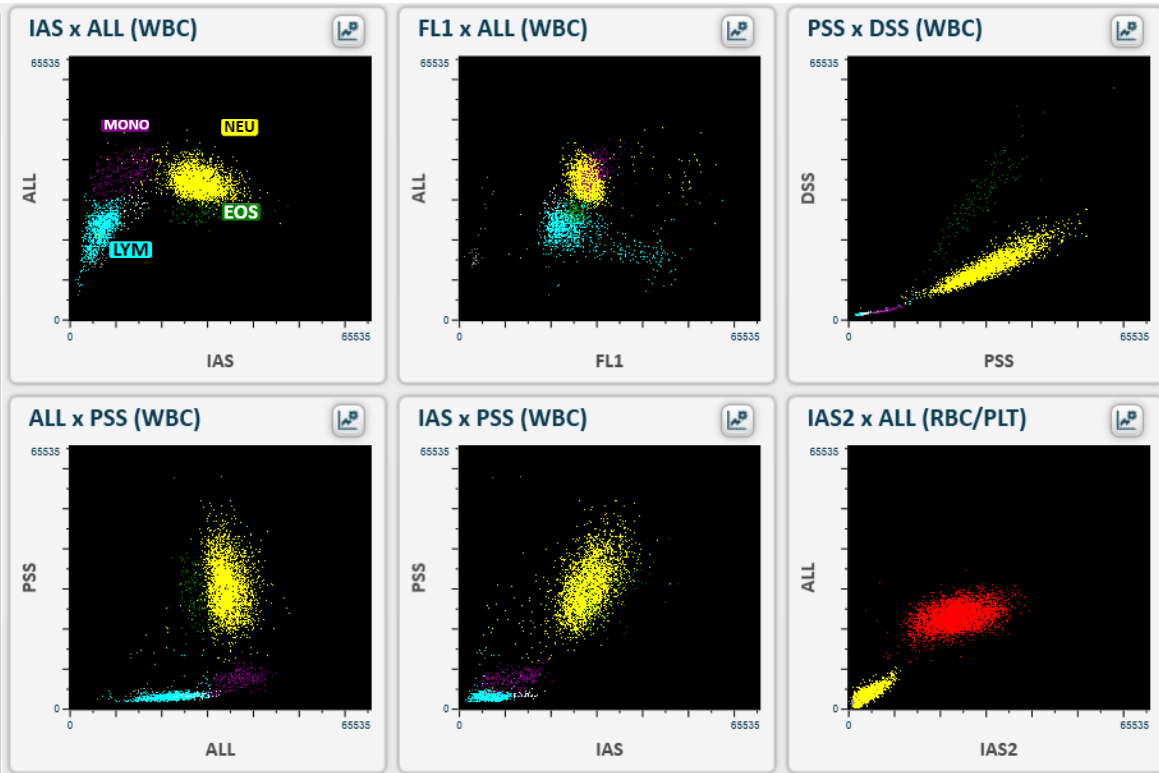 IAS x ALL (WBC)
65535
MONO
NEU
EOS
LYM
ALL
0
0
65535
IAS
FL1 x ALL (WBC)
65535
ALL
0
0
65535
FL1
PSS x DSS (WBC)
65535
DSS
0
0
65535
PSS
ALL x PSS (WBC)
65535
PSS
0
0
65535
ALL
IAS x PSS (WBC)
65535
PSS
0
0
65535
IAS
IAS2 x ALL (RBC/PLT)
65535
ALL
0
0
65535
IAS2